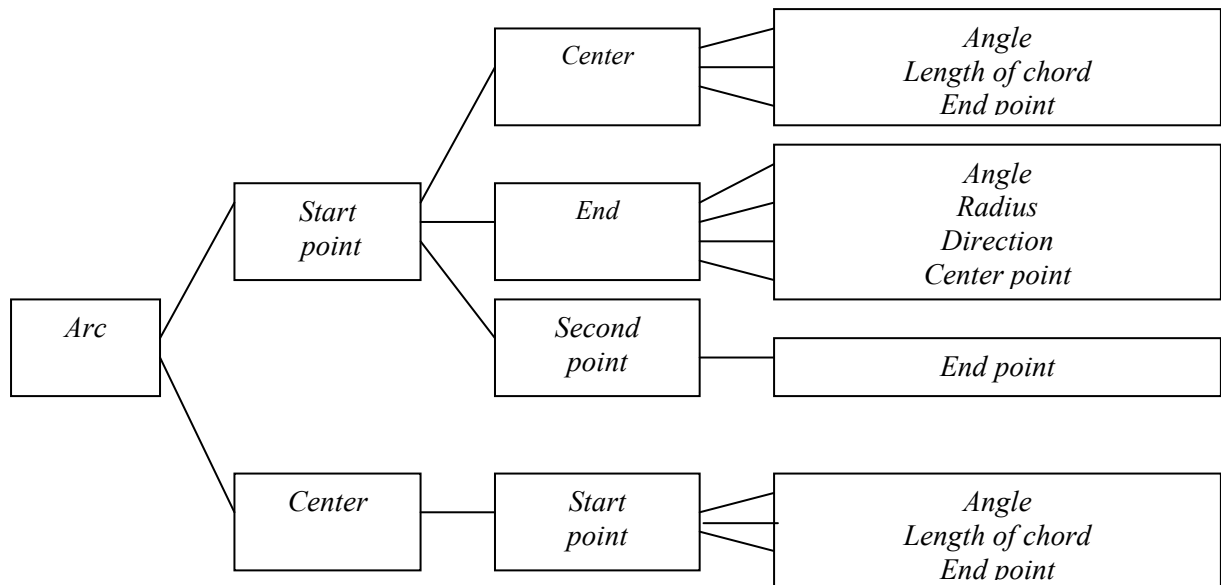 Center
Angle
Length of chord
End point
Start
point
End
Angle
Radius
Direction
Center point
Arc
Second
point
End point
Center
Start
point
Angle
Length of chord
End point